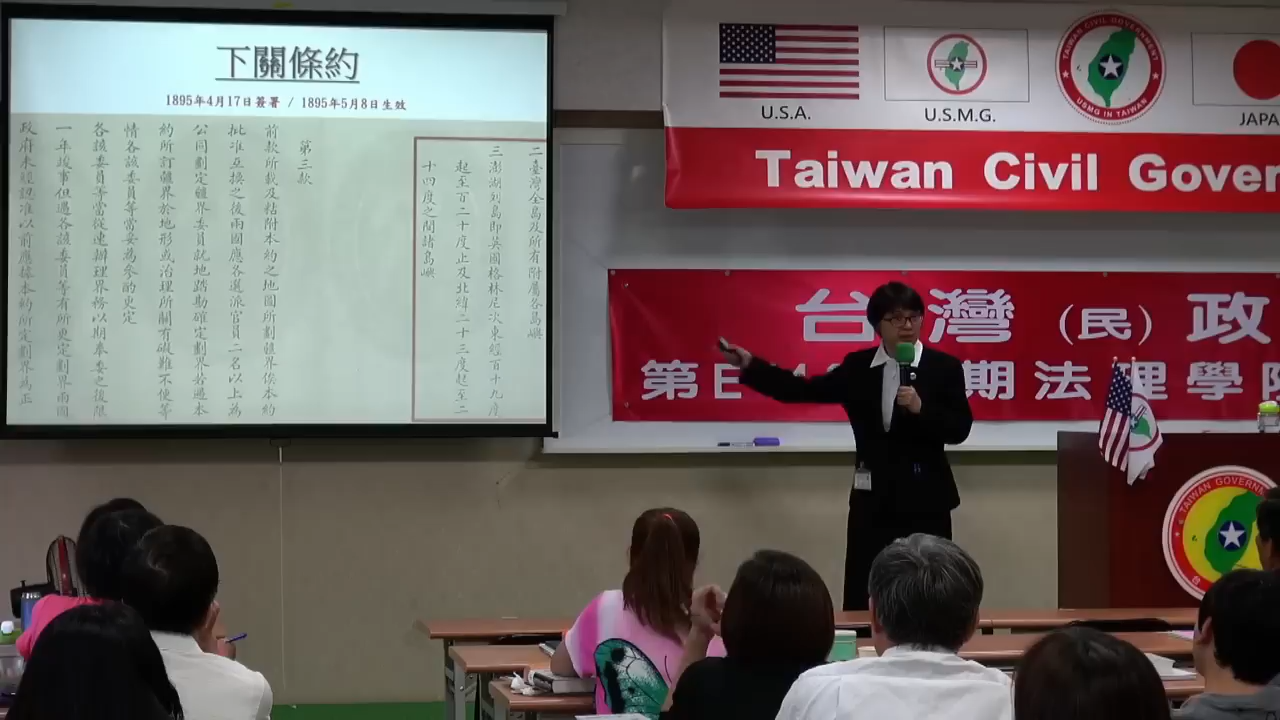 下關條約
1895年4月17日簽署 / 1895年5月8日生效
二臺灣全島及所有附屬各島嶼
三澎湖列島即英國格林尼次東經百十九度
起至百二十度止及北緯二十三度起至二
十四度之間諸島嶼
第三款
前款所載及粘附本約之地圖所劃疆界俟本約
批准互換之後兩國應各選派官員二名以上為
公同劃定疆界委員就地踏勘確定劃界若遇本
約所訂疆界於地形或治理所關有礙難不便等
情各該委員等當妥為參酌更定
各該委員等當從速辦理界務以期奉委之後限
一年竣事但遇各該委員等有所更定劃界兩國
政府未經認准以前應據本約所定劃界為正
U.S.A.
U.S.M.G.
TAIWAN CIVIL GOVERNMENT
USMG IN TAIWAN
JAPA
Taiwan Civil Gover
台灣（民）政
第
期法理學院
TAIWAN GOVERN
台